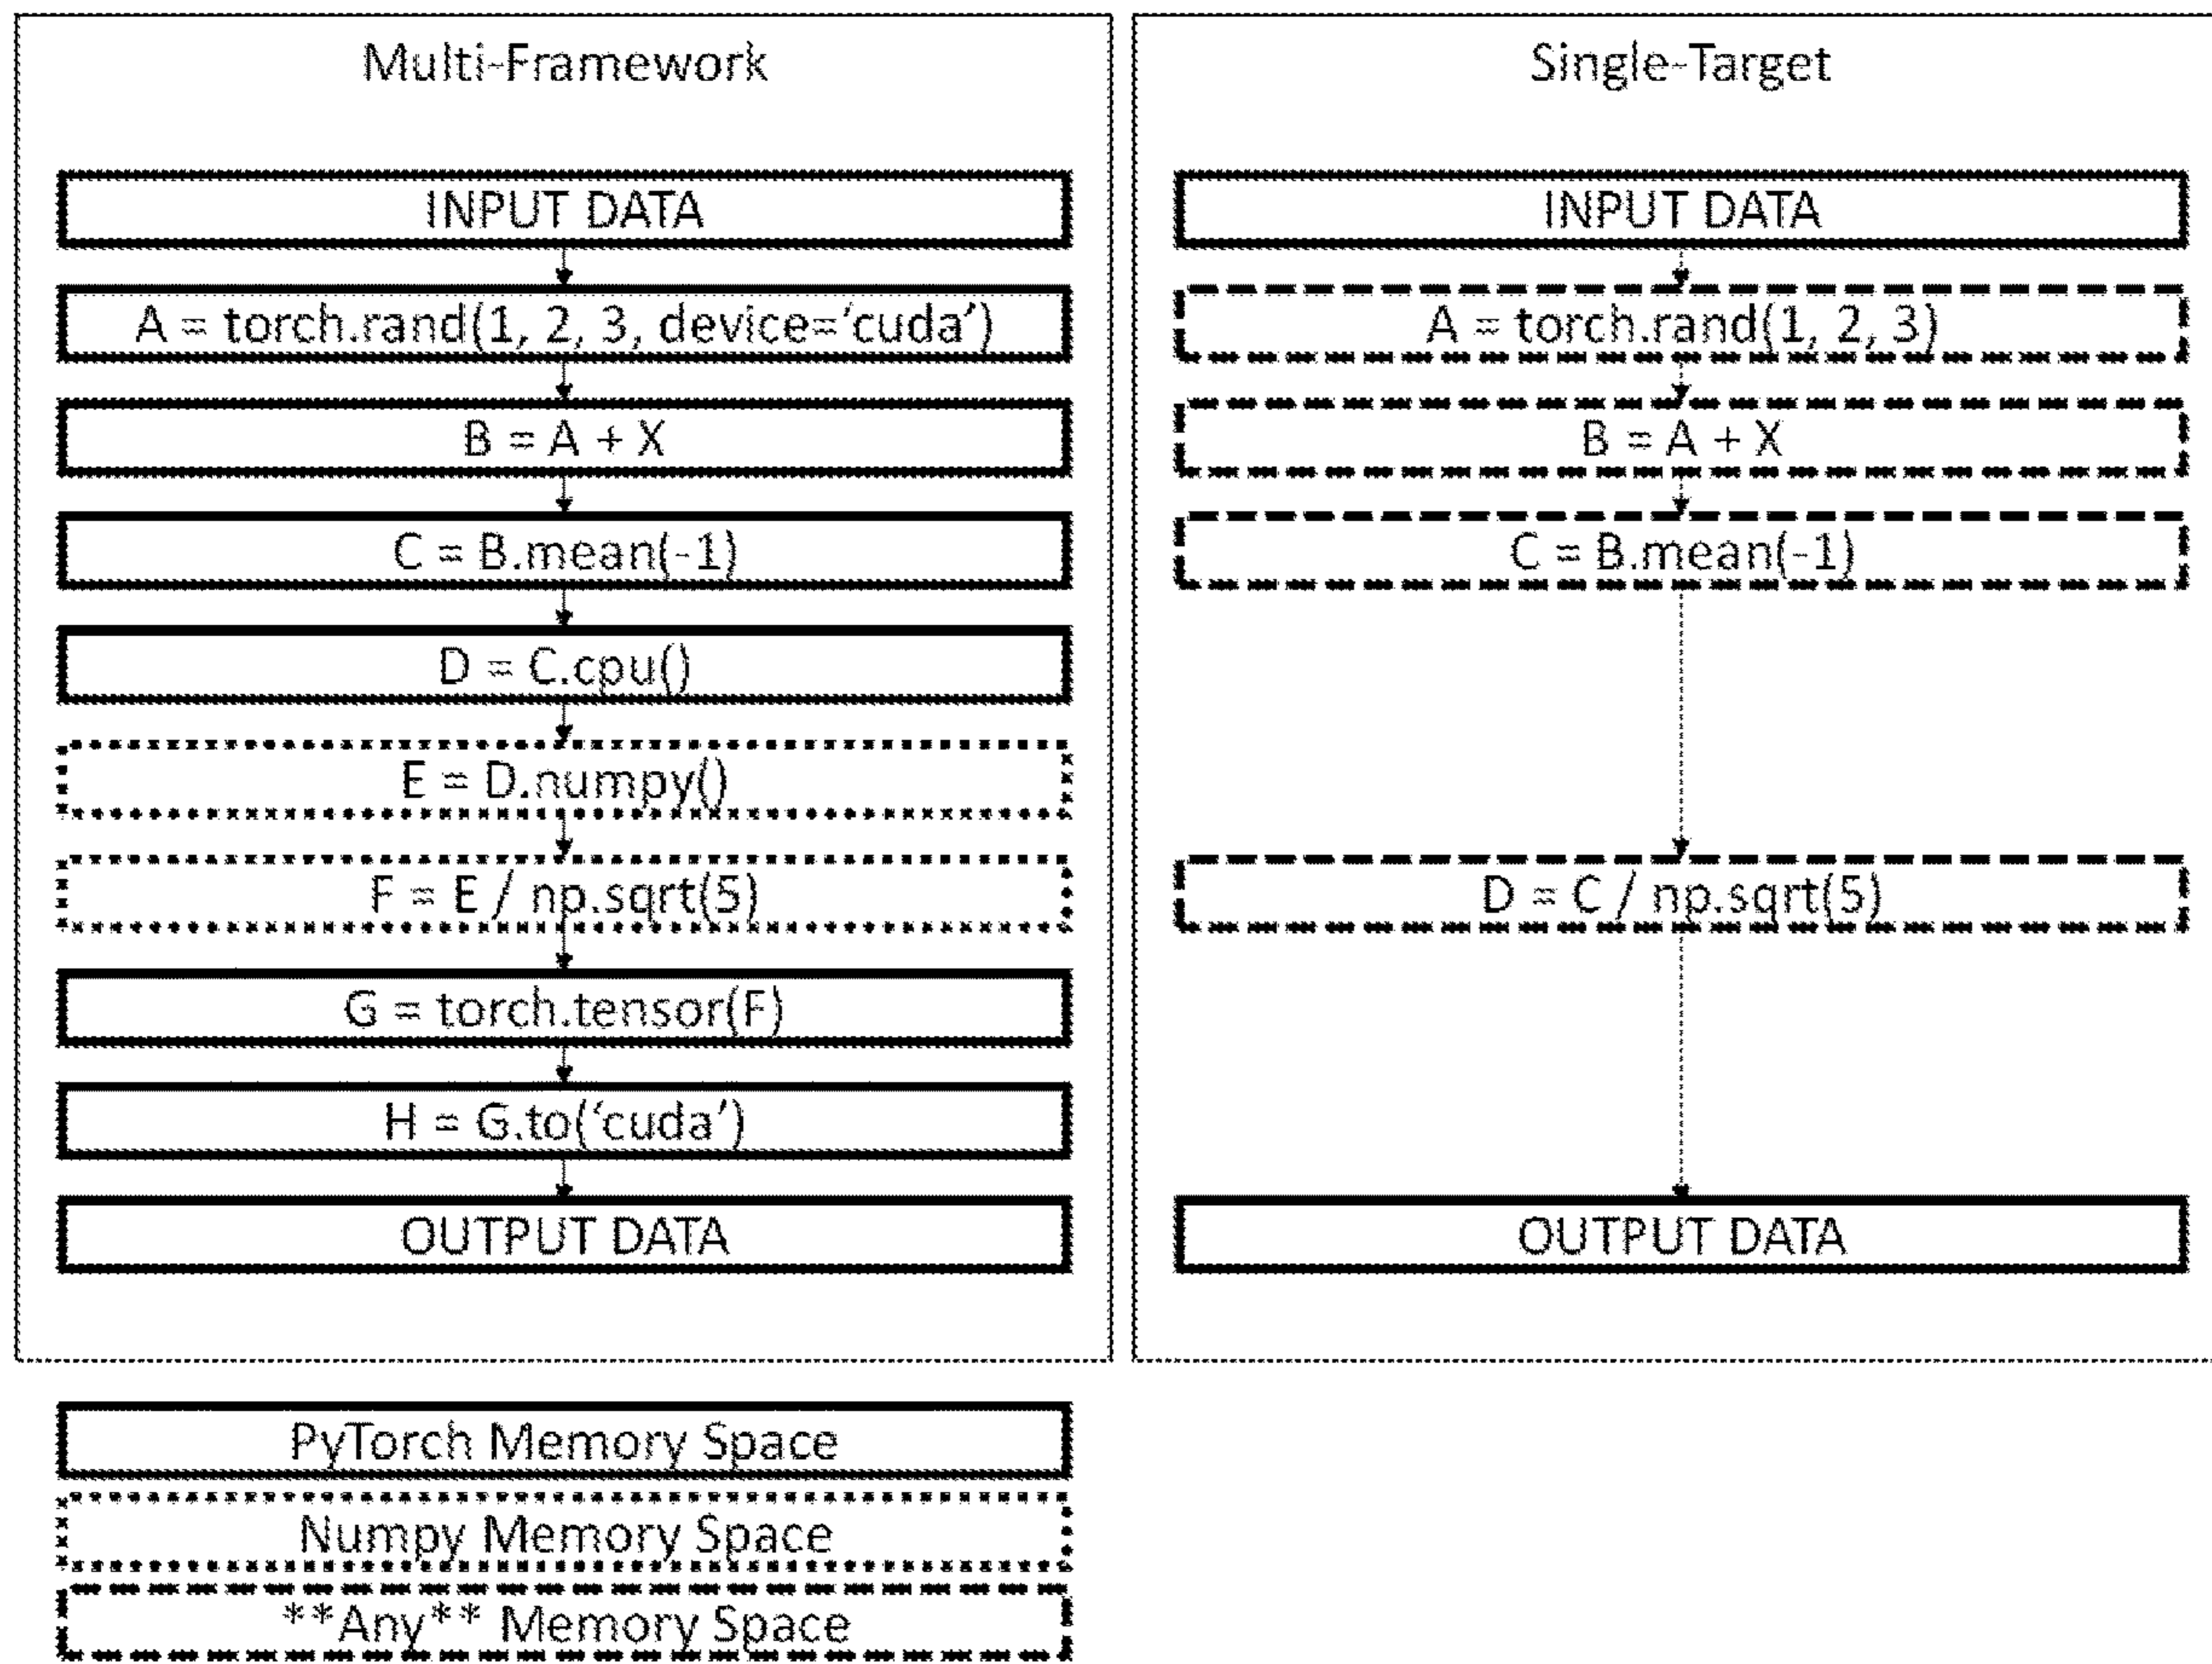 Multi-Framework
INPUT DATA
A = torch.rand(1, 2, 3, device=‘cuda’)
B = A + X
C = B.mean(-1)
D = C.cpu()
E = D.numpy()
F = E / np.sqrt(5)
G = torch.tensor(F)
H = G.to(‘cuda’)
OUTPUT DATA
Single-Target
INPUT DATA
A = torch.rand(1, 2, 3)
B = A + X
C = B.mean(-1)
D = C / np.sqrt(5)
OUTPUT DATA
PyTorch Memory Space
Numpy Memory Space
**Any** Memory Space